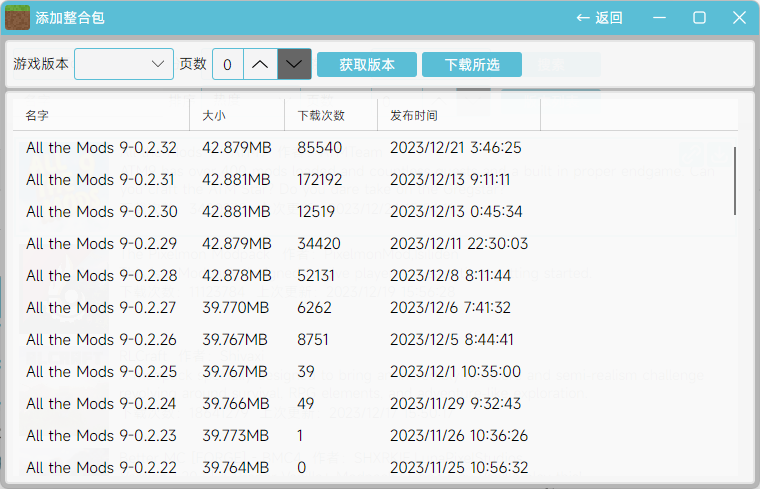 添加整合包 ← 返回
游戏版本 页数 0 获取版本 下载所选
名字 大小 下载次数 发布时间
All the Mods 9-0.2.32 42.879MB 85540 2023/12/21 3:46:25
All the Mods 9-0.2.31 42.881MB 172192 2023/12/13 9:11:11
All the Mods 9-0.2.30 42.881MB 12519 2023/12/13 0:45:34
All the Mods 9-0.2.29 42.879MB 34420 2023/12/11 22:30:03
All the Mods 9-0.2.28 42.878MB 52131 2023/12/8 8:11:44
All the Mods 9-0.2.27 39.770MB 6262 2023/12/6 7:41:32
All the Mods 9-0.2.26 39.767MB 8751 2023/12/5 8:44:41
All the Mods 9-0.2.25 39.767MB 39 2023/12/1 10:35:00
All the Mods 9-0.2.24 39.766MB 49 2023/11/29 9:32:43
All the Mods 9-0.2.23 39.773MB 1 2023/11/26 10:36:26
All the Mods 9-0.2.22 39.764MB 0 2023/11/25 10:56:32